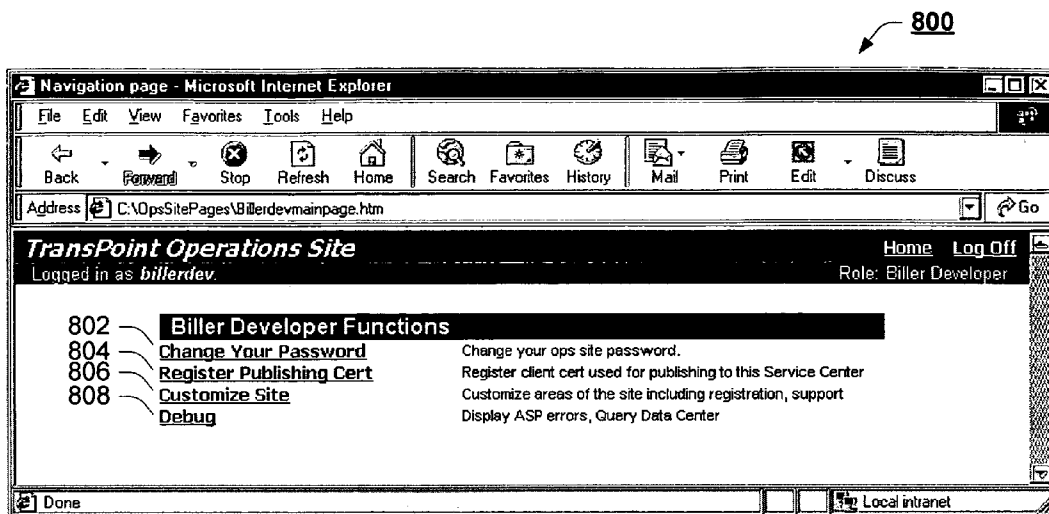 800
Navigation page - Microsoft Internet Explorer
File Edit View Favorites Tools Help
Back Forward Stop Refresh Home Search Favorites History Mail Print Edit Discuss
Address C:\OpsSitePages\Billerdevmainpage.htm Go
TransPoint Operations Site Home Log Off
Logged in as billerdev. Role: Biller Developer
802 Biller Developer Functions
804 Change Your Password Change your ops site password.
806 Register Publishing Cert Register client cert used for publishing to this Service Center
808 Customize Site Customize areas of the site including registration, support
Debug Display ASP errors, Query Data Center
Done Local intranet